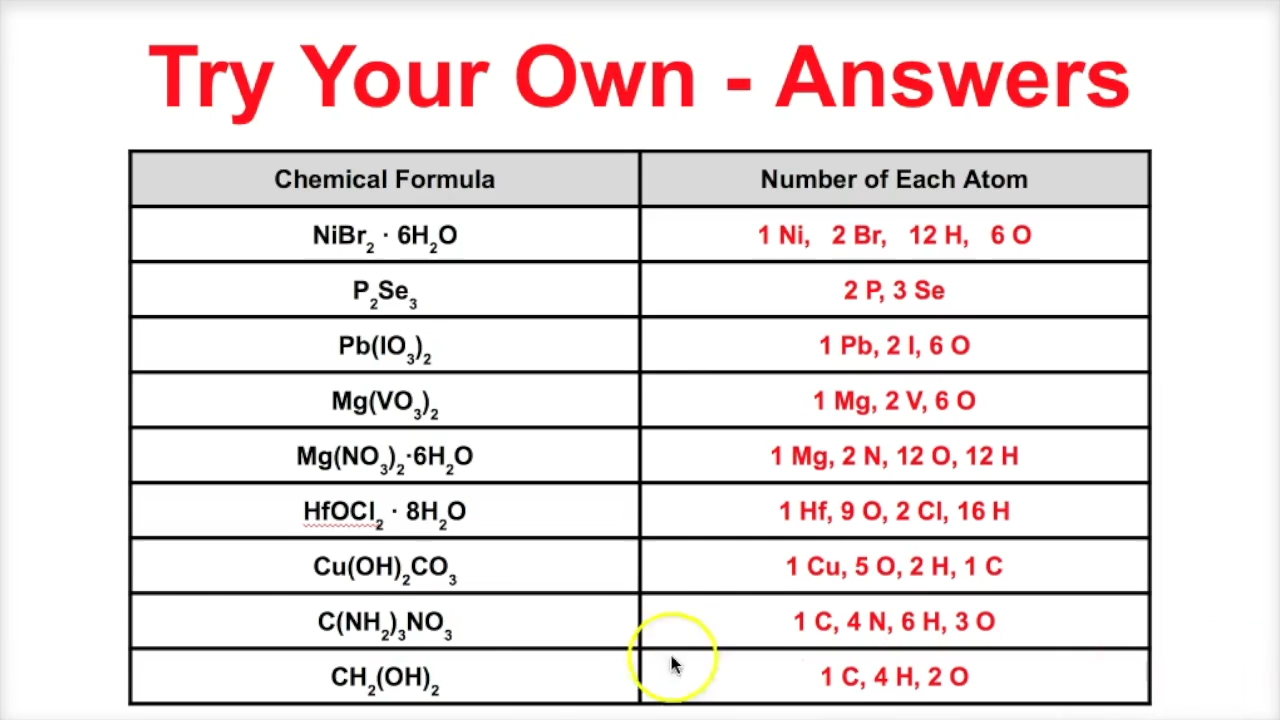 Try Your Own - Answers
Chemical Formula Number of Each Atom
NiBr₂ · 6H₂O 1 Ni, 2 Br, 12 H, 6 O
P₂Se₃ 2 P, 3 Se
Pb(IO₃)₂ 1 Pb, 2 I, 6 O
Mg(VO₃)₂ 1 Mg, 2 V, 6 O
Mg(NO₃)₂·6H₂O 1 Mg, 2 N, 12 O, 12 H
HfOCl₂ · 8H₂O 1 Hf, 9 O, 2 Cl, 16 H
Cu(OH)₂CO₃ 1 Cu, 5 O, 2 H, 1 C
C(NH₂)₃NO₃ 1 C, 4 N, 6 H, 3 O
CH₂(OH)₂ 1 C, 4 H, 2 O